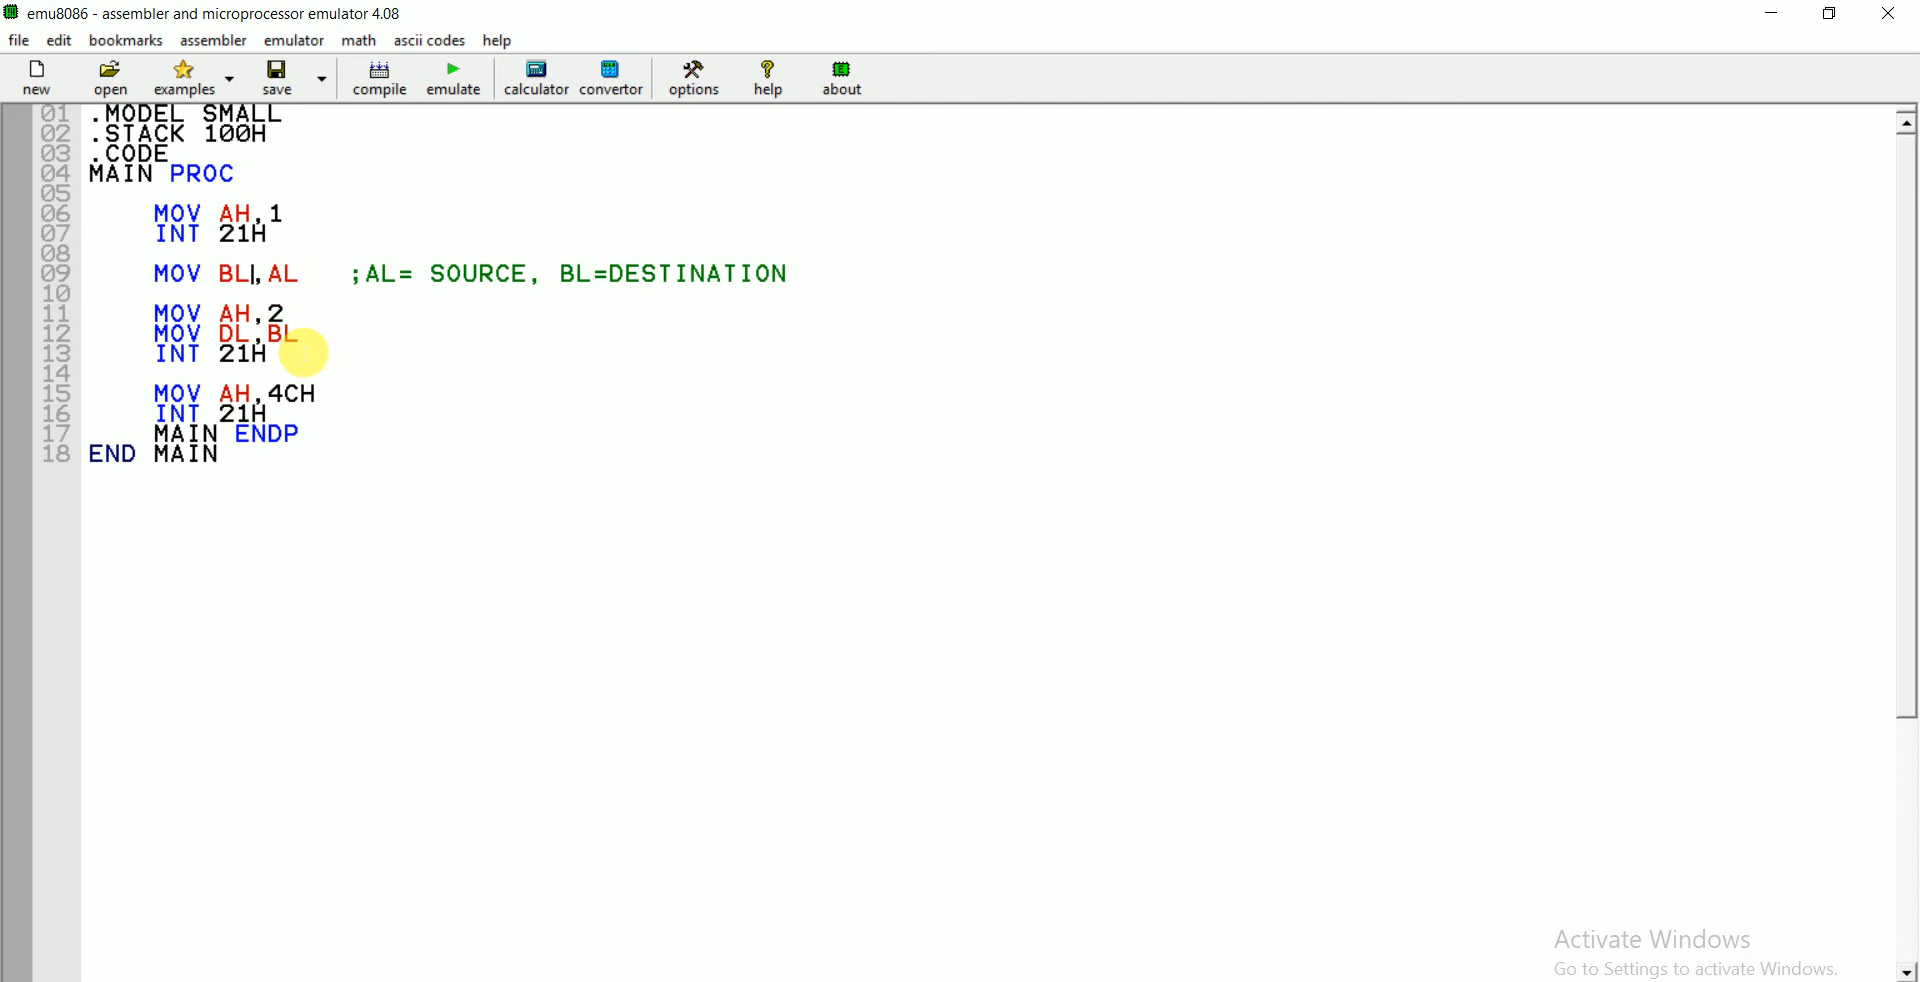 emu8086 - assembler and microprocessor emulator 4.08
file edit bookmarks assembler emulator math ascii codes help
new open examples save compile emulate calculator convertor options help about
01 .MODEL SMALL
02 .STACK 100H
03 .CODE
04 MAIN PROC
05
06 MOV AH,1
07 INT 21H
08
09 MOV BL,AL ;AL= SOURCE, BL=DESTINATION
10
11 MOV AH,2
12 MOV DL,BL
13 INT 21H
14
15 MOV AH,4CH
16 INT 21H
17 MAIN ENDP
18 END MAIN
Activate Windows
Go to Settings to activate Windows.